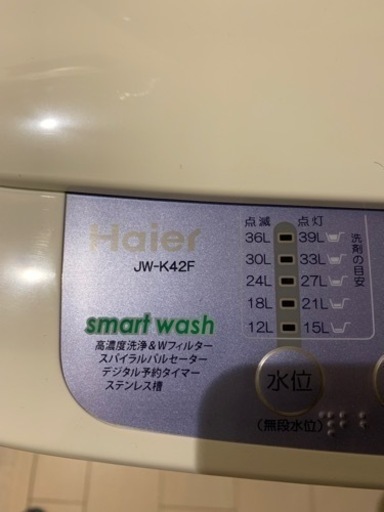 Haier
JW-K42F
smart wash
高濃度洗浄&Wフィルター
スパイラルパルセーター
デジタル予約タイマー
ステンレス槽
点滅 点灯
36L 39L
30L 33L
24L 27L
18L 21L
12L 15L
洗剤の目安
水位
(無段水位)